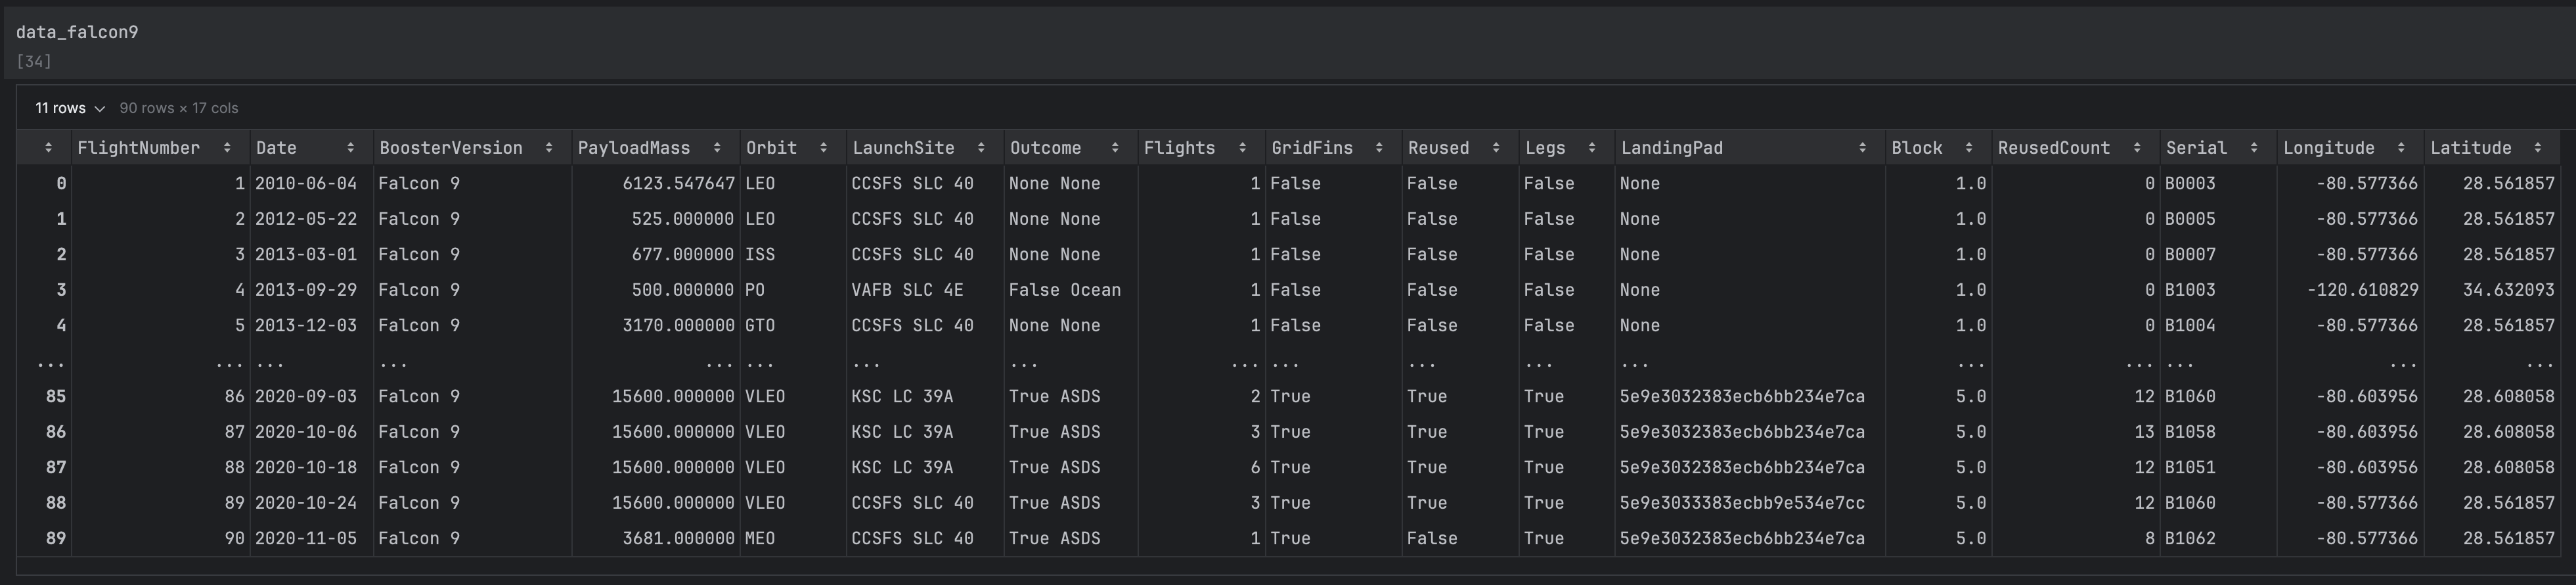 data_falcon9
[34]
11 rows 90 rows × 17 cols
FlightNumber Date BoosterVersion PayloadMass Orbit LaunchSite Outcome Flights GridFins Reused Legs LandingPad Block ReusedCount Serial Longitude Latitude
0 1 2010-06-04 Falcon 9 6123.547647 LEO CCSFS SLC 40 None None 1 False False False None 1.0 0 B0003 -80.577366 28.561857
1 2 2012-05-22 Falcon 9 525.000000 LEO CCSFS SLC 40 None None 1 False False False None 1.0 0 B0005 -80.577366 28.561857
2 3 2013-03-01 Falcon 9 677.000000 ISS CCSFS SLC 40 None None 1 False False False None 1.0 0 B0007 -80.577366 28.561857
3 4 2013-09-29 Falcon 9 500.000000 PO VAFB SLC 4E False Ocean 1 False False False None 1.0 0 B1003 -120.610829 34.632093
4 5 2013-12-03 Falcon 9 3170.000000 GTO CCSFS SLC 40 None None 1 False False False None 1.0 0 B1004 -80.577366 28.561857
... ... ... ... ... ... ... ... ... ... ... ... ... ... ... ... ... ...
85 86 2020-09-03 Falcon 9 15600.000000 VLEO KSC LC 39A True ASDS 2 True True True 5e9e3032383ecb6bb234e7ca 5.0 12 B1060 -80.603956 28.608058
86 87 2020-10-06 Falcon 9 15600.000000 VLEO KSC LC 39A True ASDS 3 True True True 5e9e3032383ecb6bb234e7ca 5.0 13 B1058 -80.603956 28.608058
87 88 2020-10-18 Falcon 9 15600.000000 VLEO KSC LC 39A True ASDS 6 True True True 5e9e3032383ecb6bb234e7ca 5.0 12 B1051 -80.603956 28.608058
88 89 2020-10-24 Falcon 9 15600.000000 VLEO CCSFS SLC 40 True ASDS 3 True True True 5e9e3033383ecbb9e534e7cc 5.0 12 B1060 -80.577366 28.561857
89 90 2020-11-05 Falcon 9 3681.000000 MEO CCSFS SLC 40 True ASDS 1 True False True 5e9e3032383ecb6bb234e7ca 5.0 8 B1062 -80.577366 28.561857